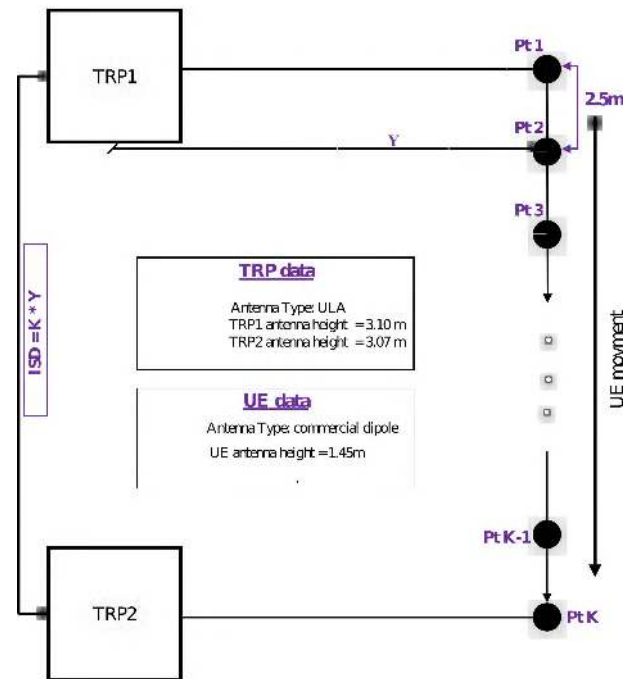 Pt 1
TRP1
2.5m
Pt 2
Y
Pt 3
TRP data
Antenna Type: ULA
TRP1 antenna height = 3.10 m
TRP2 antenna height = 3.07 m
ISD = K * Y
UE movment
UE data
Antenna Type: commercial dipole
UE antenna height = 1.45m
Pt K-1
TRP2
Pt K